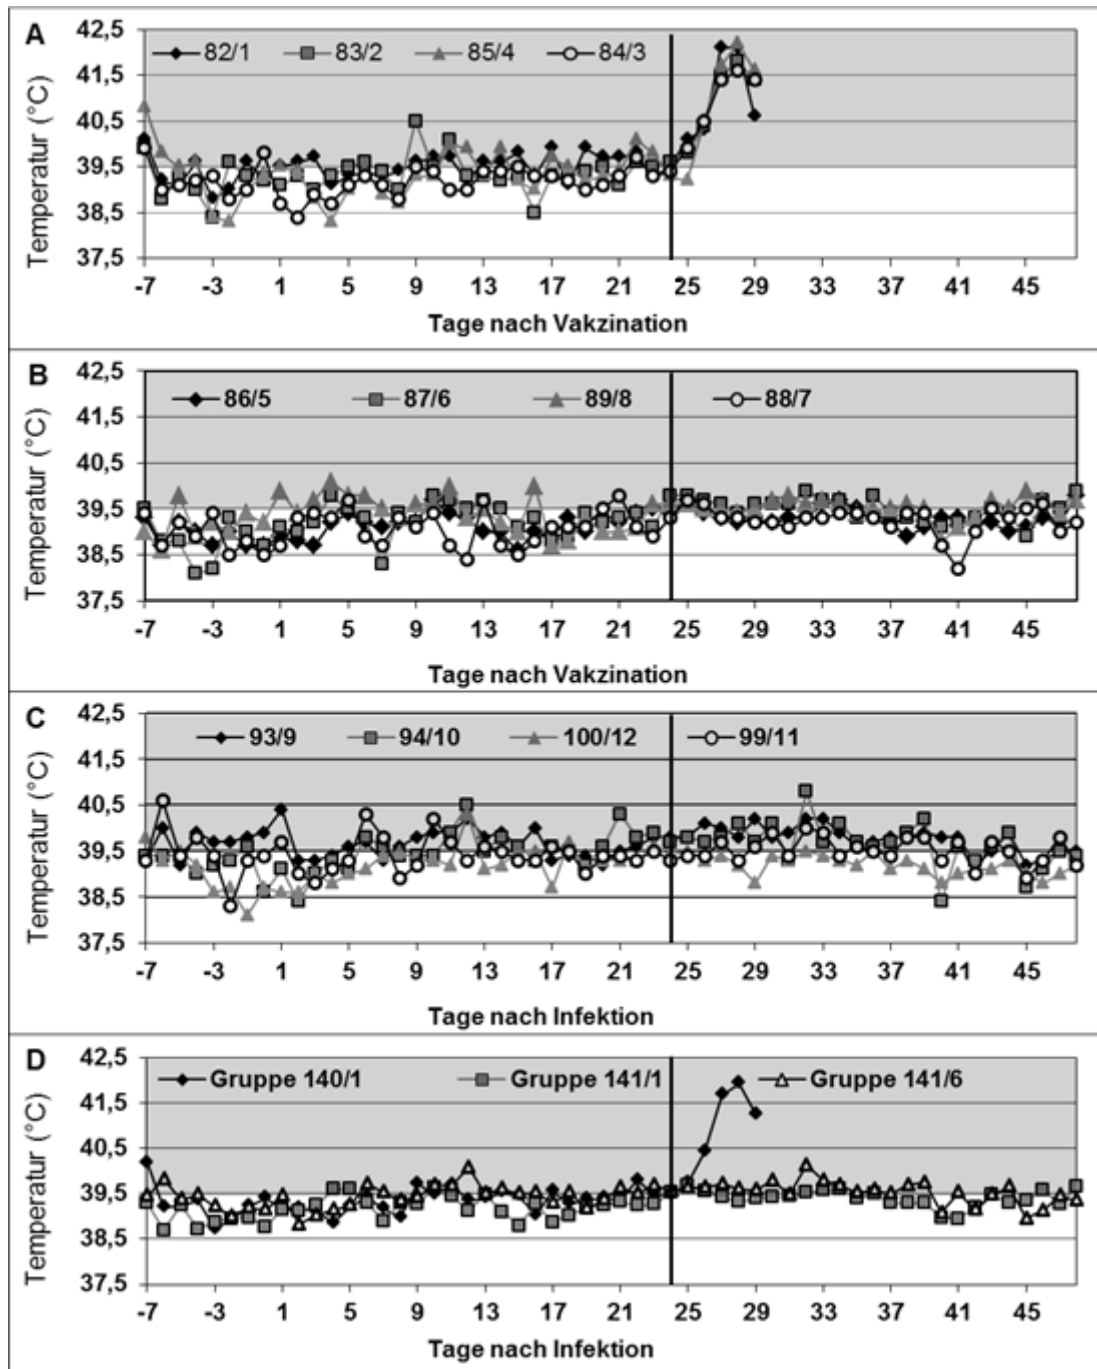 A
82/1 83/2 85/4 84/3
Temperatur (°C)
42,5
41,5
40,5
39,5
38,5
37,5
-7 -3 1 5 9 13 17 21 25 29 33 37 41 45
Tage nach Vakzination
B
86/5 87/6 89/8 88/7
Temperatur (°C)
42,5
41,5
40,5
39,5
38,5
37,5
-7 -3 1 5 9 13 17 21 25 29 33 37 41 45
Tage nach Vakzination
C
93/9 94/10 100/12 99/11
Temperatur (°C)
42,5
41,5
40,5
39,5
38,5
37,5
-7 -3 1 5 9 13 17 21 25 29 33 37 41 45
Tage nach Infektion
D
Gruppe 140/1 Gruppe 141/1 Gruppe 141/6
Temperatur (°C)
42,5
41,5
40,5
39,5
38,5
37,5
-7 -3 1 5 9 13 17 21 25 29 33 37 41 45
Tage nach Infektion